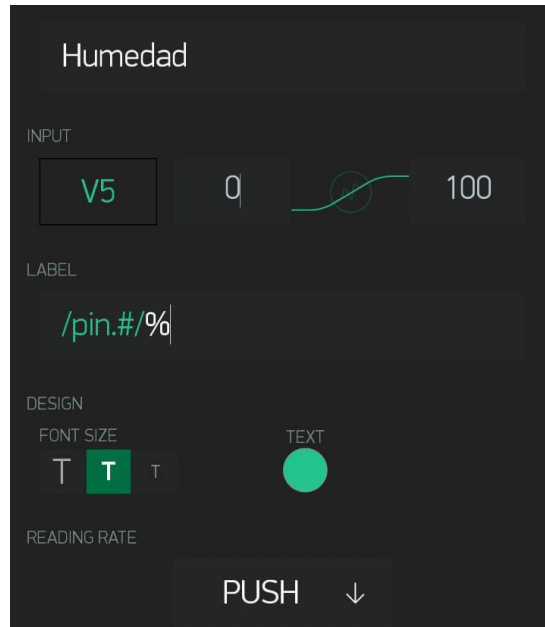 Humedad
INPUT
V5 0 100
LABEL
/pin.#/%
DESIGN
FONT SIZE TEXT
T T T
READING RATE
PUSH ↓